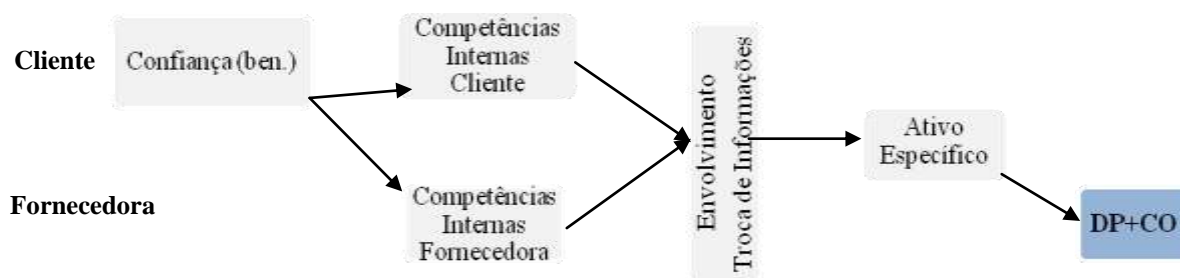 Cliente
Confiança (ben.)
Competências
Internas
Cliente
Fornecedora
Competências
Internas
Fornecedora
Envolvimento
Troca de Informações
Ativo
Específico
DP+CO